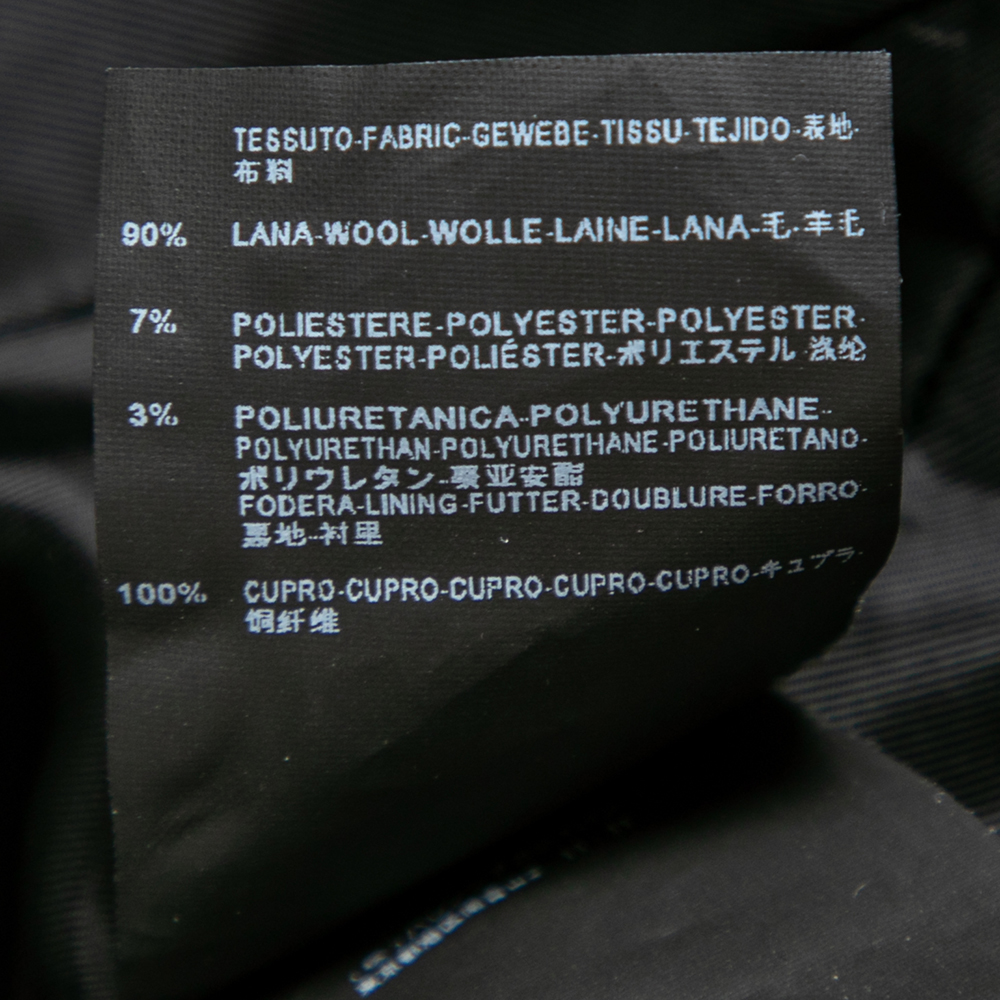 TESSUTO-FABRIC-GEWEBE-TISSU-TEJIDO-表地-
布料
90% LANA-WOOL-WOLLE-LAINE-LANA-毛-羊毛
7% POLIESTERE-POLYESTER-POLYESTER-
POLYESTER-POLIÉSTER-ポリエステル 涤纶
3% POLIURETANICA-POLYURETHANE-
POLYURETHAN-POLYURETHANE-POLIURETANO-
ポリウレタン-聚亚安酯
FODERA-LINING-FUTTER-DOUBLURE-FORRO-
裏地-衬里
100% CUPRO-CUPRO-CUPRO-CUPRO-CUPRO-キュプラ-
铜纤维